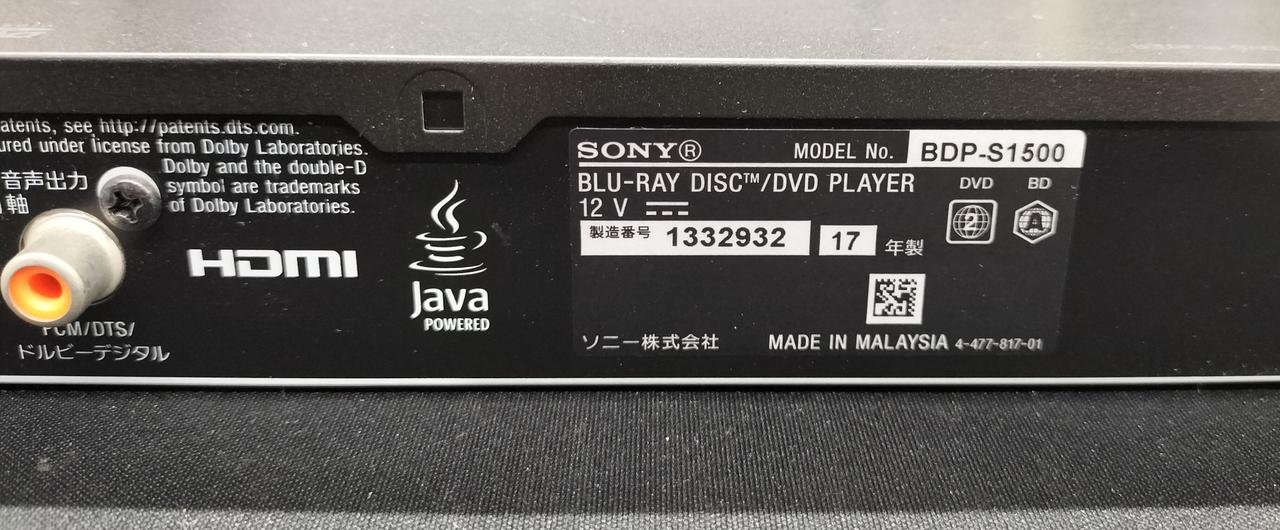 atents, see http://patents.dts.com.
ured under license from Dolby Laboratories.
Dolby and the double-D
symbol are trademarks
of Dolby Laboratories.
音声出力
軸
PCM/DTS/
ドルビーデジタル
HDMI
Java
POWERED
SONY® MODEL No. BDP-S1500
BLU-RAY DISC™/DVD PLAYER DVD BD
12 V
2 A
製造番号 1332932 17 年製
ソニー株式会社 MADE IN MALAYSIA 4-477-817-01